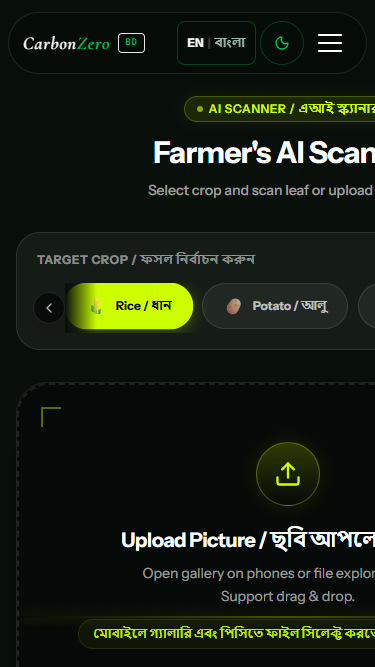 CarbonZero BD EN | বাংলা
AI SCANNER / এআই স্ক্যানার
Farmer's AI Scan
Select crop and scan leaf or upload
TARGET CROP / ফসল নির্বাচন করুন
Rice / ধান Potato / আলু
Upload Picture / ছবি আপলো
Open gallery on phones or file explor
Support drag & drop.
মোবাইলে গ্যালারি এবং পিসিতে ফাইল সিলেক্ট করতে